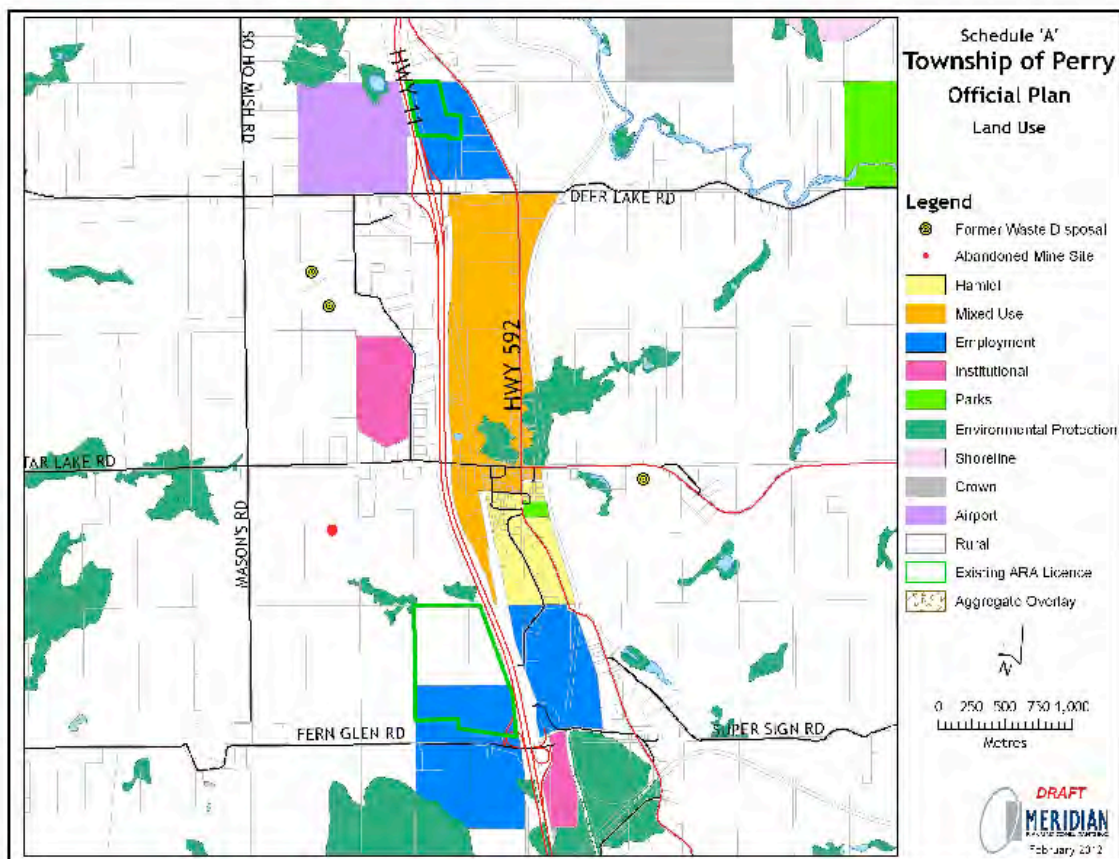 SO HO MISH RD
HWY 11
DEER LAKE RD
HWY 592
TAR LAKE RD
MASON'S RD
FERN GLEN RD
SUPER SIGN RD
Schedule 'A'
Township of Perry
Official Plan
Land Use
Legend
Former Waste Disposal
Abandoned Mine Site
Hamlet
Mixed Use
Employment
Institutional
Parks
Environmental Protection
Shoreline
Crown
Airport
Rural
Existing ARA Licence
Aggregate Overlay
N
0 250 500 750 1,000
Metres
DRAFT
MERIDIAN
February 2012